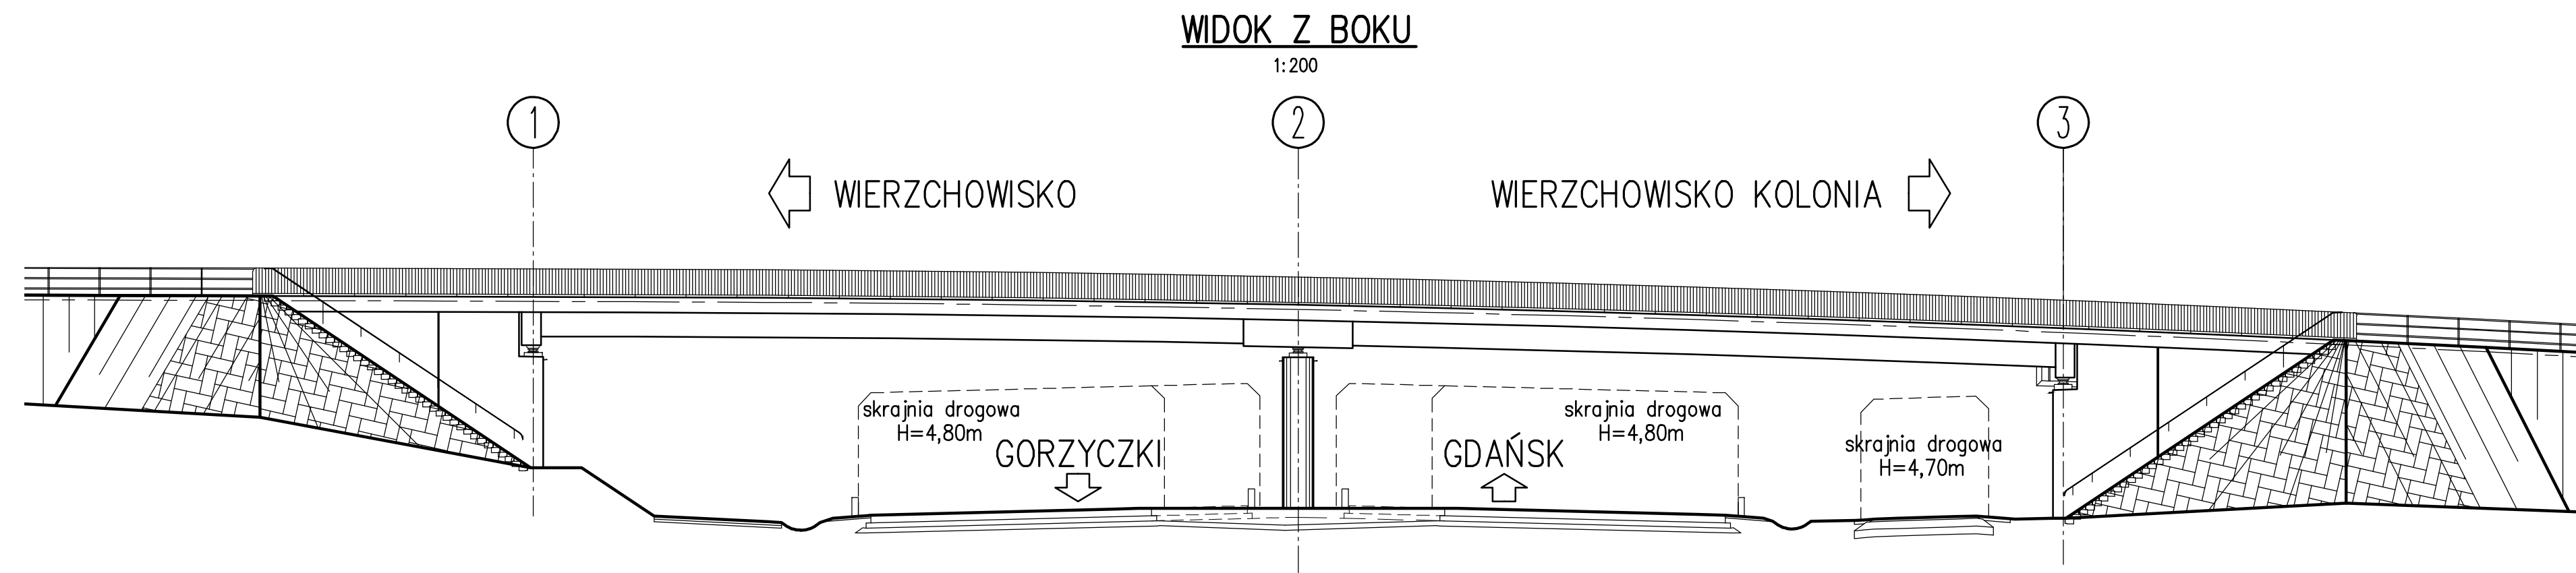 WIDOK Z BOKU
1:200
1
2
3
WIERZCHOWISKO
WIERZCHOWISKO KOLONIA
skrajnia drogowa
H=4,80m
GORZYCZKI
skrajnia drogowa
H=4,80m
GDAŃSK
skrajnia drogowa
H=4,70m